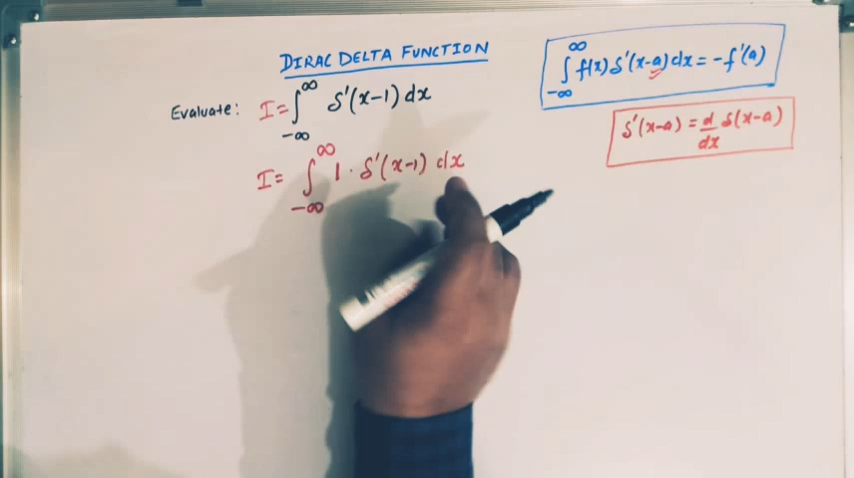 DIRAC DELTA FUNCTION
Evaluate: I = ∫_{-∞}^{∞} δ'(x-1) dx
I = ∫_{-∞}^{∞} 1 · δ'(x-1) dx
∫_{-∞}^{∞} f(x) δ'(x-a) dx = -f'(a)
δ'(x-a) = d/dx δ(x-a)